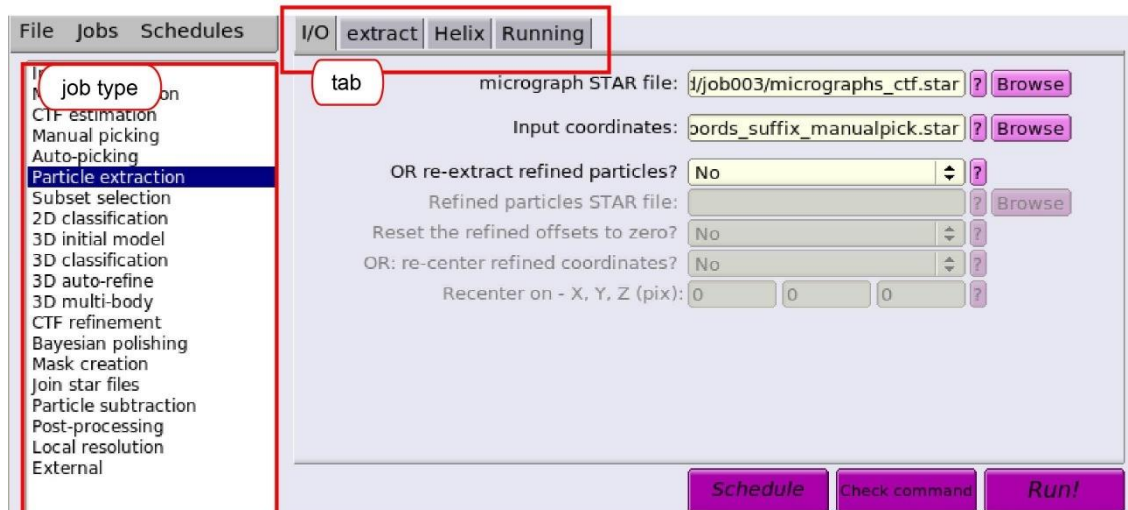 File Jobs Schedules
I/O extract Helix Running
job type
tab
CTF estimation
Manual picking
Auto-picking
Particle extraction
Subset selection
2D classification
3D initial model
3D classification
3D auto-refine
3D multi-body
CTF refinement
Bayesian polishing
Mask creation
Join star files
Particle subtraction
Post-processing
Local resolution
External
micrograph STAR file: d/job003/micrographs_ctf.star ? Browse
Input coordinates: oords_suffix_manualpick.star ? Browse
OR re-extract refined particles? No ?
Refined particles STAR file: ? Browse
Reset the refined offsets to zero? No ?
OR: re-center refined coordinates? No ?
Recenter on - X, Y, Z (pix): 0 0 0 ?
Schedule Check command Run!